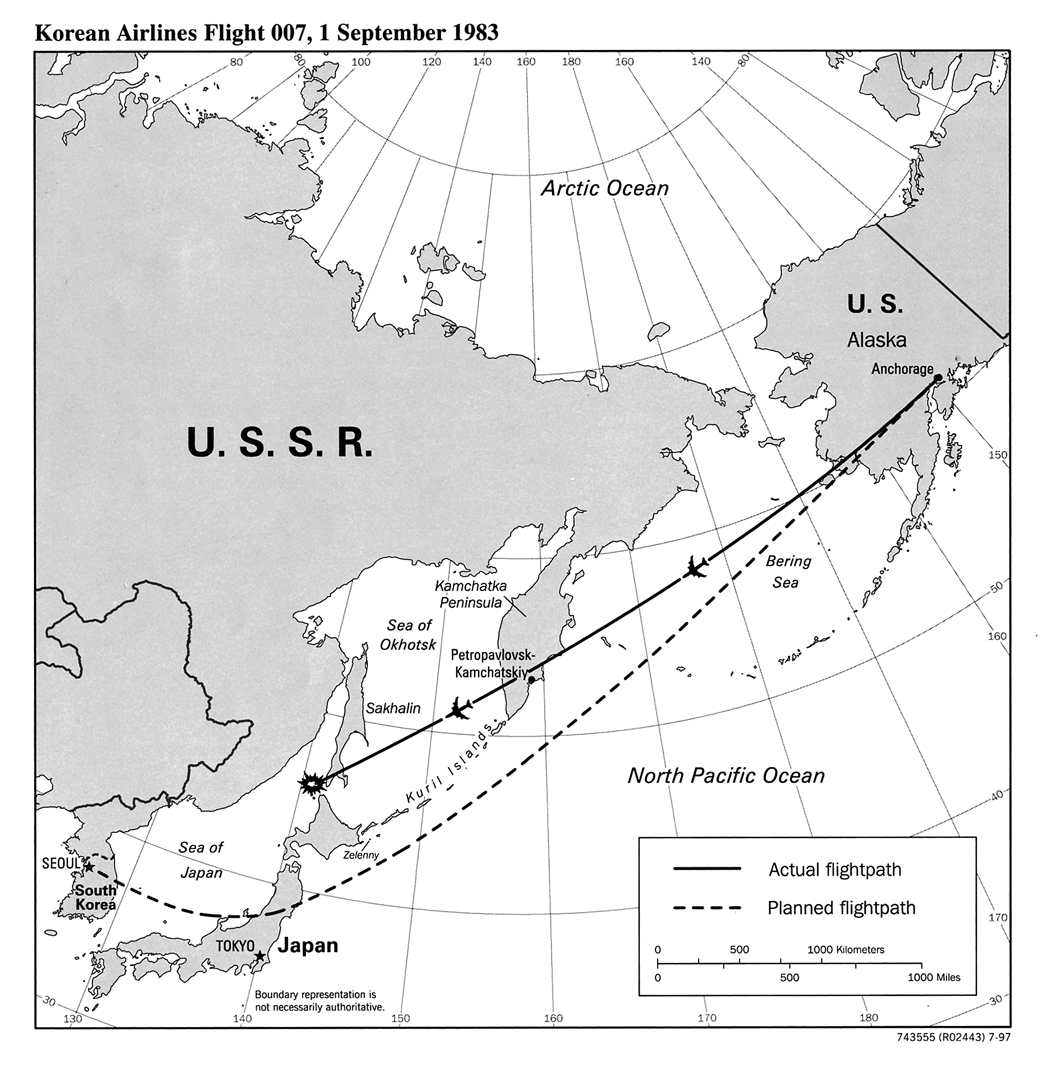 Korean Airlines Flight 007, 1 September 1983
80
80
100
120
140
160
180
160
140
80
Arctic Ocean
U. S.
Alaska
Anchorage
U. S. S. R.
150
Bering
Sea
Kamchatka
Peninsula
50
Sea of
Okhotsk
160
Petropavlovsk-
Kamchatskiy
Sakhalin
Kuril Islands
North Pacific Ocean
40
Sea of
Japan
Zelenny
SEOUL
South
Korea
Actual flightpath
Planned flightpath
170
TOKYO
Japan
0 500 1000 Kilometers
0 500 1000 Miles
Boundary representation is
not necessarily authoritative.
30
30
130
140
150
160
170
180
743555 (R02443) 7-97